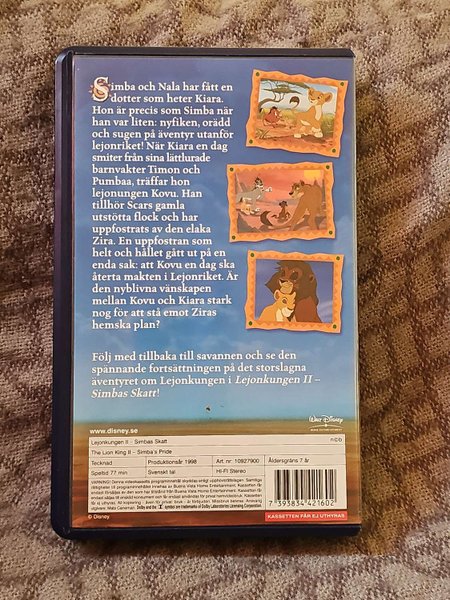 Simba och Nala har fått en
dotter som heter Kiara.
Hon är precis som Simba när
han var liten: nyfiken, orädd
och sugen på äventyr utanför
lejonriket! När Kiara en dag
smiter från sina lättlurade
barnvakter Timon och
Pumbaa, träffar hon
lejonungen Kovu. Han
tillhör Scars gamla
utstötta flock och har
uppfostrats av den elaka
Zira. En uppfostran som
helt och hållet gått ut på en
enda sak: att Kovu en dag ska
återta makten i Lejonriket. Är
den nyblivna vänskapen
mellan Kovu och Kiara stark
nog för att stå emot Ziras
hemska plan?
Följ med tillbaka till savannen och se den
spännande fortsättningen på det storslagna
äventyret om Lejonkungen i Lejonkungen II –
Simbas Skatt!
www.disney.se
WALT DISNEY
Lejonkungen II - Simbas Skatt
The Lion King II - Simba's Pride
Tecknad Produktionsår 1998 Art. nr: 10927900 Åldersgräns 7 år
Speltid 77 min Svenskt tal HI-FI Stereo
7 393834 421602
© Disney
KASSETTEN FÅR EJ UTHYRAS